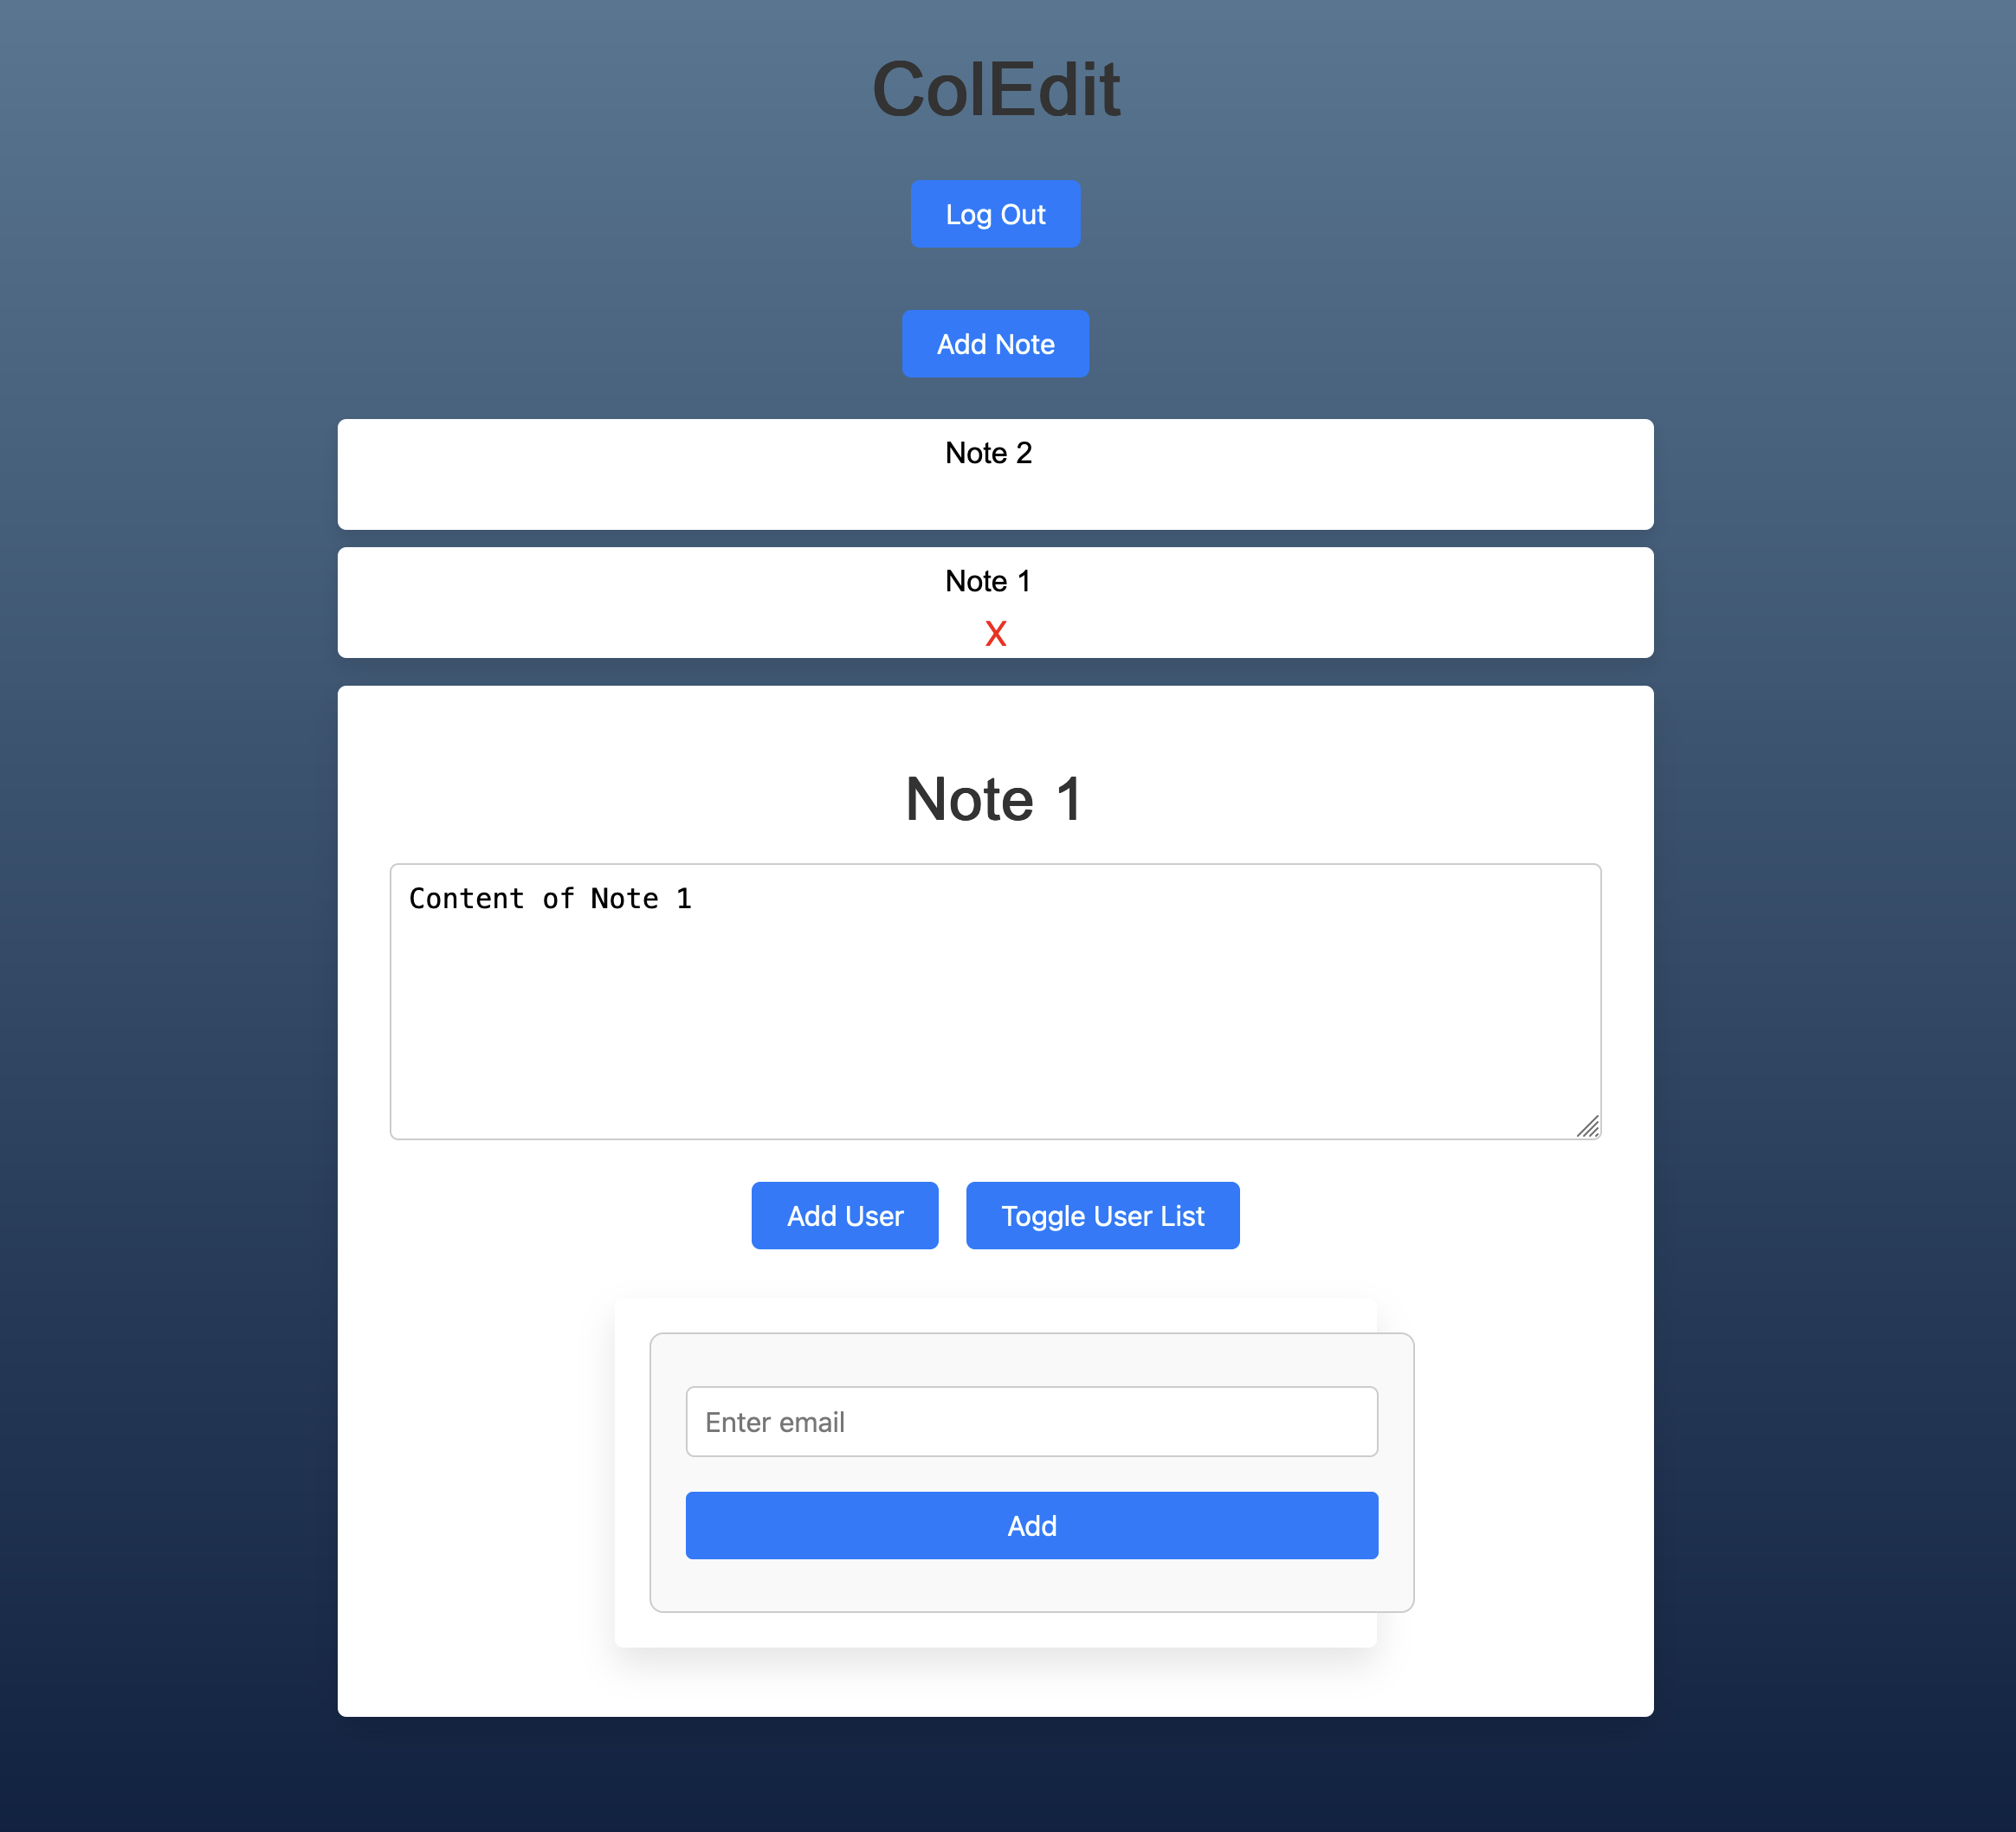 ColEdit
Log Out
Add Note
Note 2
Note 1
X
Note 1
Content of Note 1
Add User Toggle User List
Enter email
Add